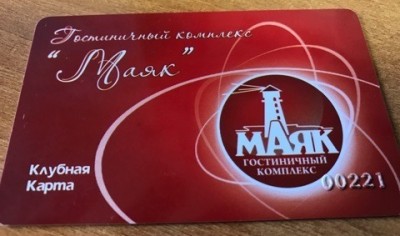 Гостиничный комплекс
"Маяк"
МАЯК
ГОСТИНИЧНЫЙ
КОМПЛЕКС
Клубная
Карта
00221